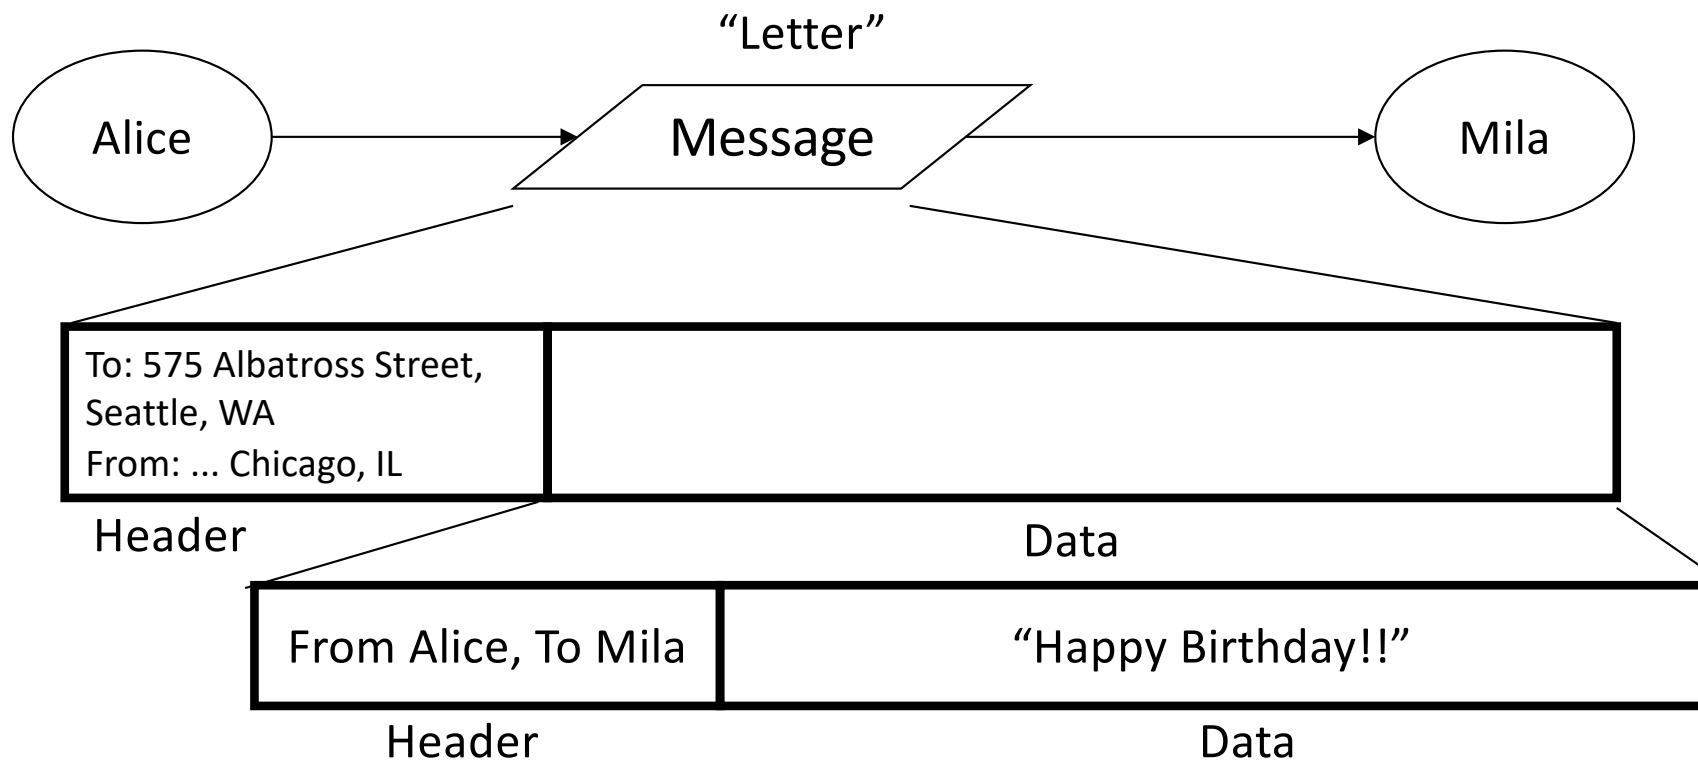 “Letter”
Alice
Message
Mila
To: 575 Albatross Street,
Seattle, WA
From: ... Chicago, IL
Header
Data
From Alice, To Mila
“Happy Birthday!!”
Header
Data